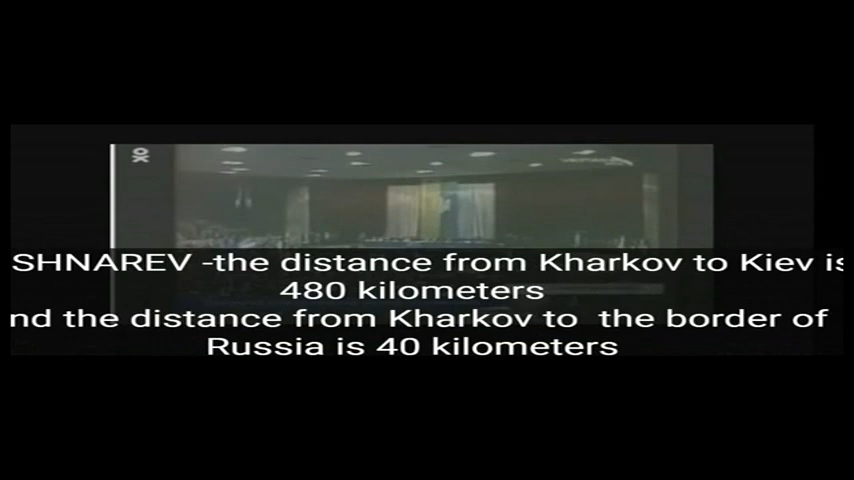 SHNAREV -the distance from Kharkov to Kiev is
480 kilometers
nd the distance from Kharkov to the border of
Russia is 40 kilometers